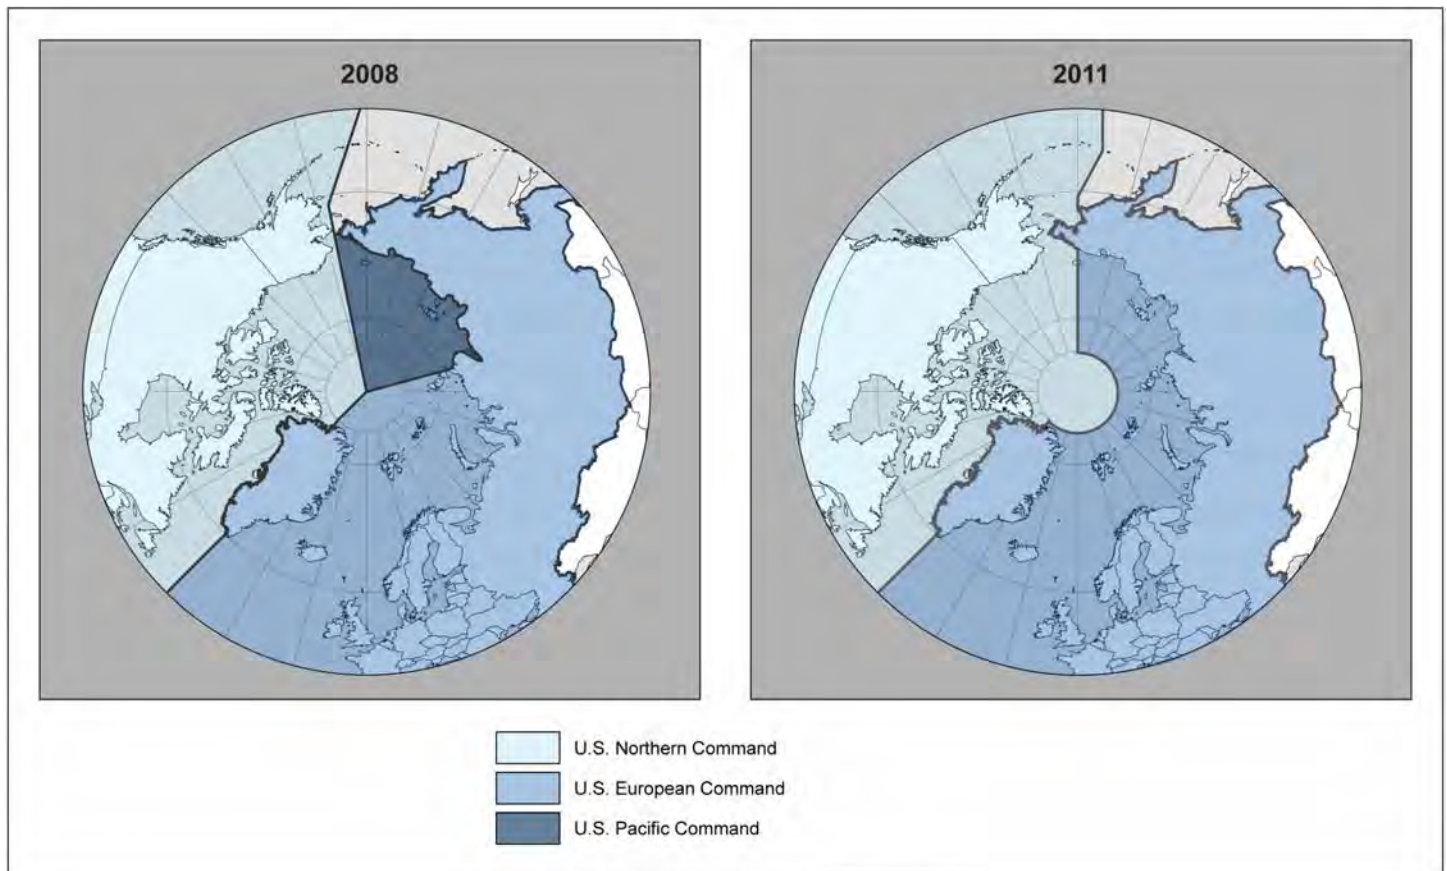 2008
2011
U.S. Northern Command
U.S. European Command
U.S. Pacific Command